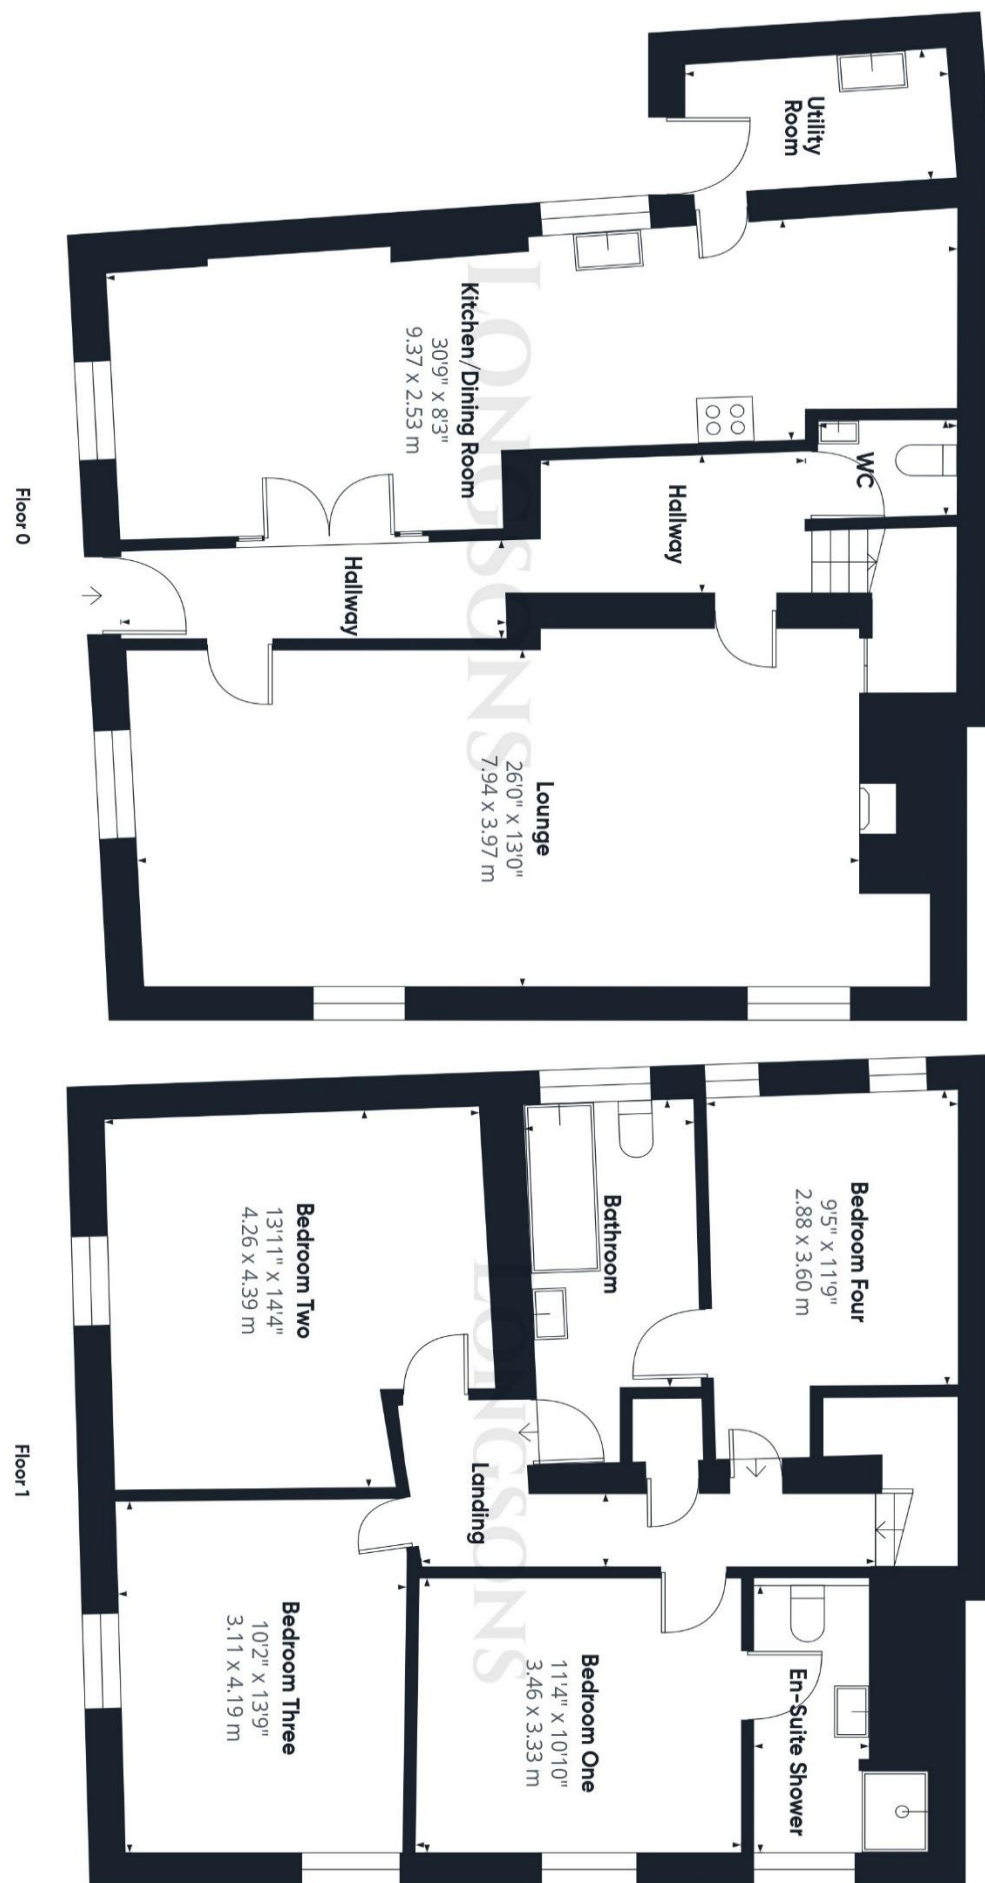 Utility
Room
Kitchen/Dining Room
30'9" x 8'3"
9.37 x 2.53 m
WC
Hallway
Hallway
Lounge
26'0" x 13'0"
7.94 x 3.97 m
LONGSONS
Floor 0
Bedroom Four
9'5" x 11'9"
2.88 x 3.60 m
Bathroom
Bedroom Two
13'11" x 14'4"
4.26 x 4.39 m
Landing
En-Suite Shower
Bedroom One
11'4" x 10'10"
3.46 x 3.33 m
Bedroom Three
10'2" x 13'9"
3.11 x 4.19 m
LONGSONS
Floor 1